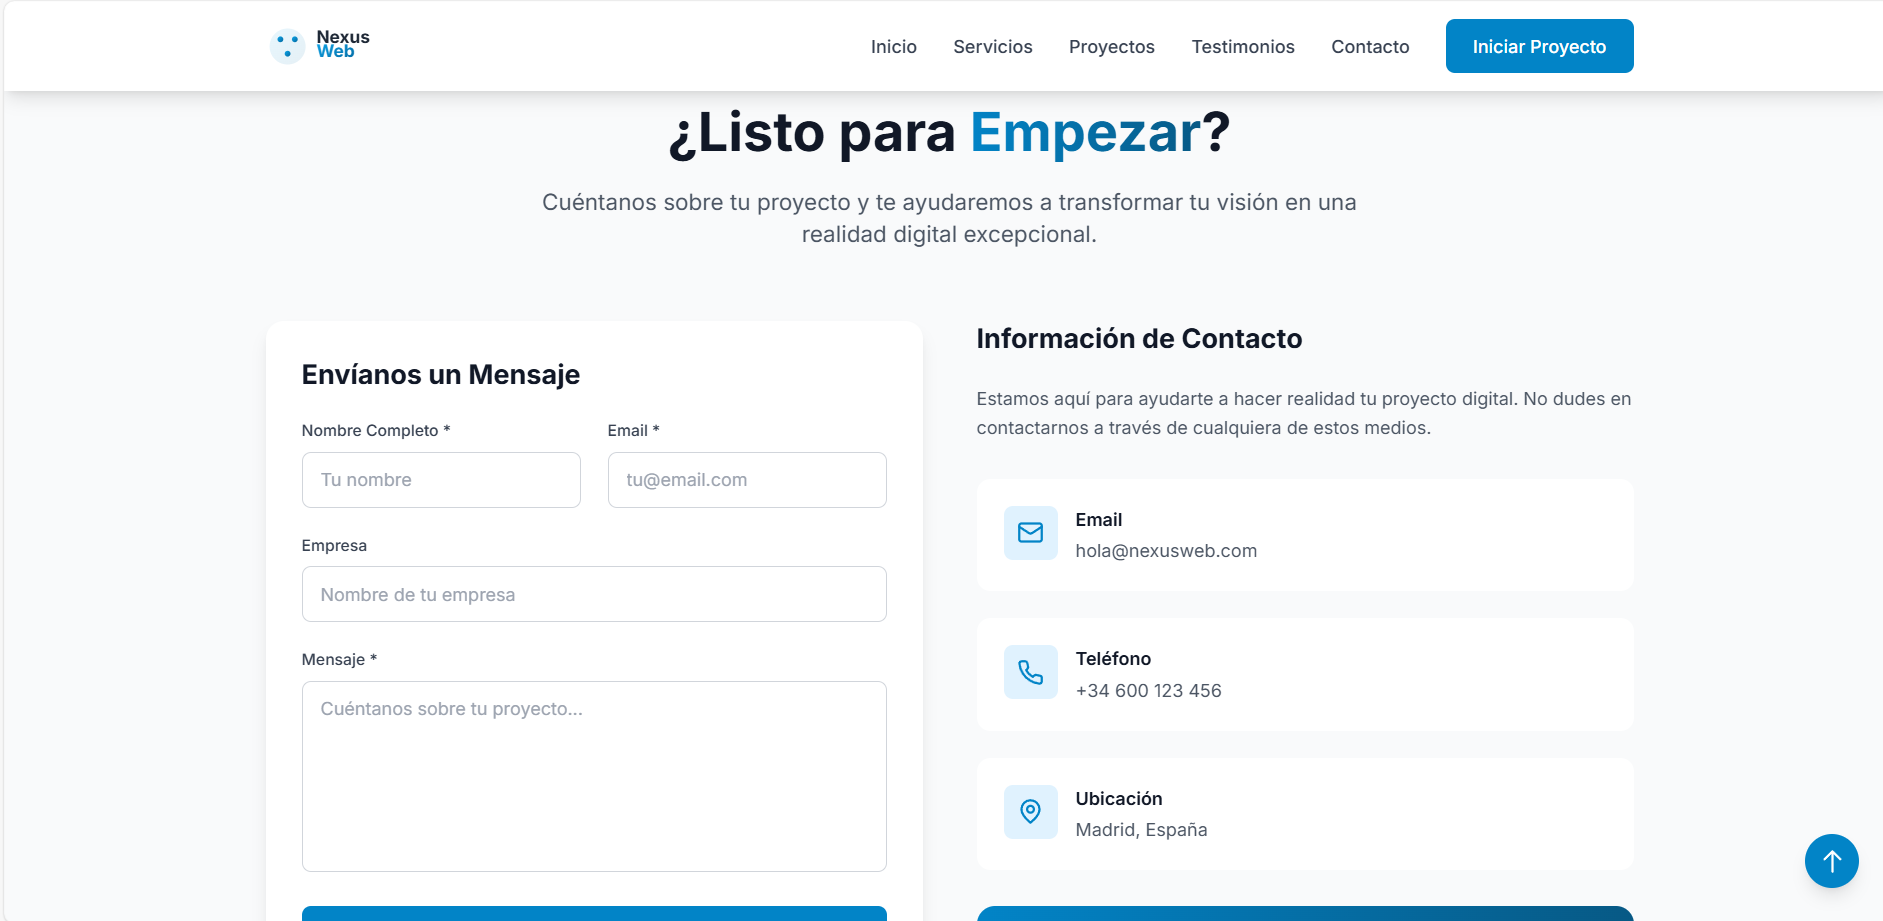 Nexus
Web
Inicio
Servicios
Proyectos
Testimonios
Contacto
Iniciar Proyecto
¿Listo para Empezar?
Cuéntanos sobre tu proyecto y te ayudaremos a transformar tu visión en una
realidad digital excepcional.
Envíanos un Mensaje
Nombre Completo *
Email *
Tu nombre
tu@email.com
Empresa
Nombre de tu empresa
Mensaje *
Cuéntanos sobre tu proyecto...
Información de Contacto
Estamos aquí para ayudarte a hacer realidad tu proyecto digital. No dudes en
contactarnos a través de cualquiera de estos medios.
Email
hola@nexusweb.com
Teléfono
+34 600 123 456
Ubicación
Madrid, España